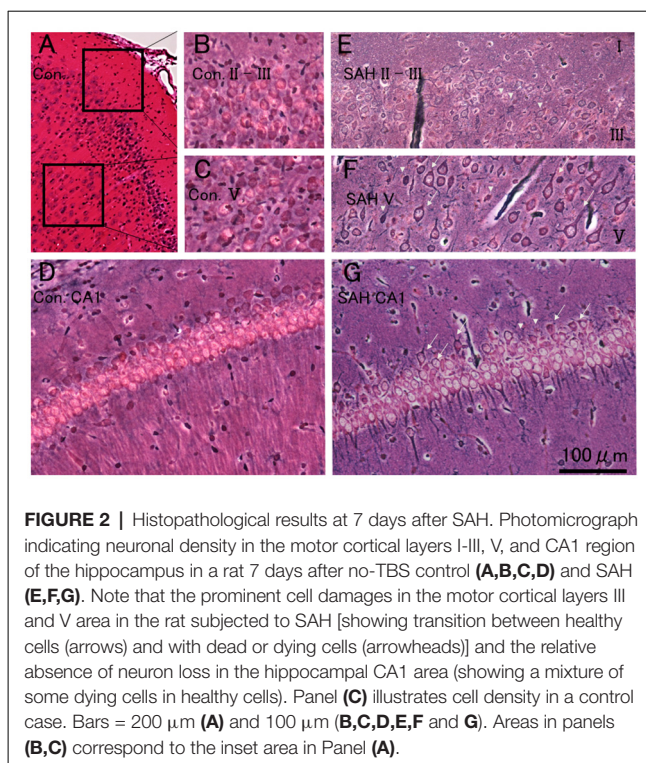 A
Con.
B
Con. II – III
C
Con. V
D
Con. CA1
E
SAH II – III
I
III
F
SAH V
V
G
SAH CA1
100 μm
FIGURE 2 | Histopathological results at 7 days after SAH. Photomicrograph
indicating neuronal density in the motor cortical layers I-III, V, and CA1 region
of the hippocampus in a rat 7 days after no-TBS control (A,B,C,D) and SAH
(E,F,G). Note that the prominent cell damages in the motor cortical layers III
and V area in the rat subjected to SAH [showing transition between healthy
cells (arrows) and with dead or dying cells (arrowheads)] and the relative
absence of neuron loss in the hippocampal CA1 area (showing a mixture of
some dying cells in healthy cells). Panel (C) illustrates cell density in a control
case. Bars = 200 μm (A) and 100 μm (B,C,D,E,F and G). Areas in panels
(B,C) correspond to the inset area in Panel (A).